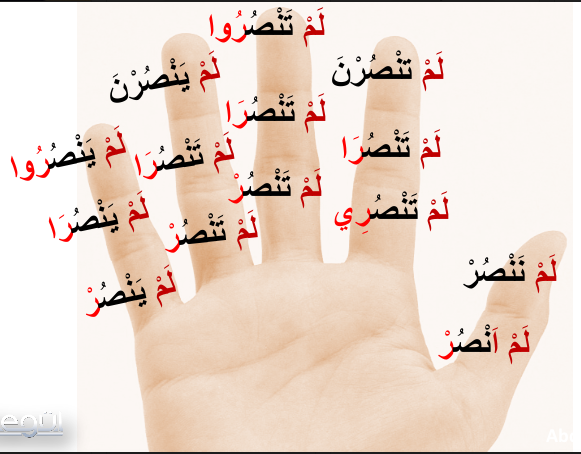 لَمْ تَنْصُرُوا
لَمْ تَنْصُرْنَ
لَمْ يَنْصُرْنَ
لَمْ تَنْصُرَا
لَمْ تَنْصُرَا
لَمْ تَنْصُرَا
لَمْ يَنْصُرُوا
لَمْ تَنْصُرْ
لَمْ تَنْصُرِي
لَمْ يَنْصُرَا
لَمْ تَنْصُرْ
لَمْ نَنْصُرْ
لَمْ يَنْصُرْ
لَمْ اَنْصُرْ